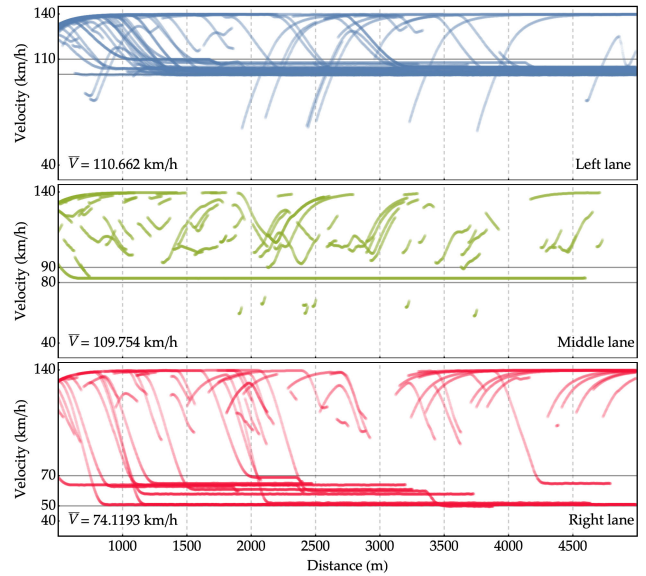 140
110
40
Velocity (km/h)
V̅ = 110.662 km/h
Left lane
140
90
80
40
Velocity (km/h)
V̅ = 109.754 km/h
Middle lane
140
70
50
40
Velocity (km/h)
V̅ = 74.1193 km/h
Right lane
1000 1500 2000 2500 3000 3500 4000 4500
Distance (m)